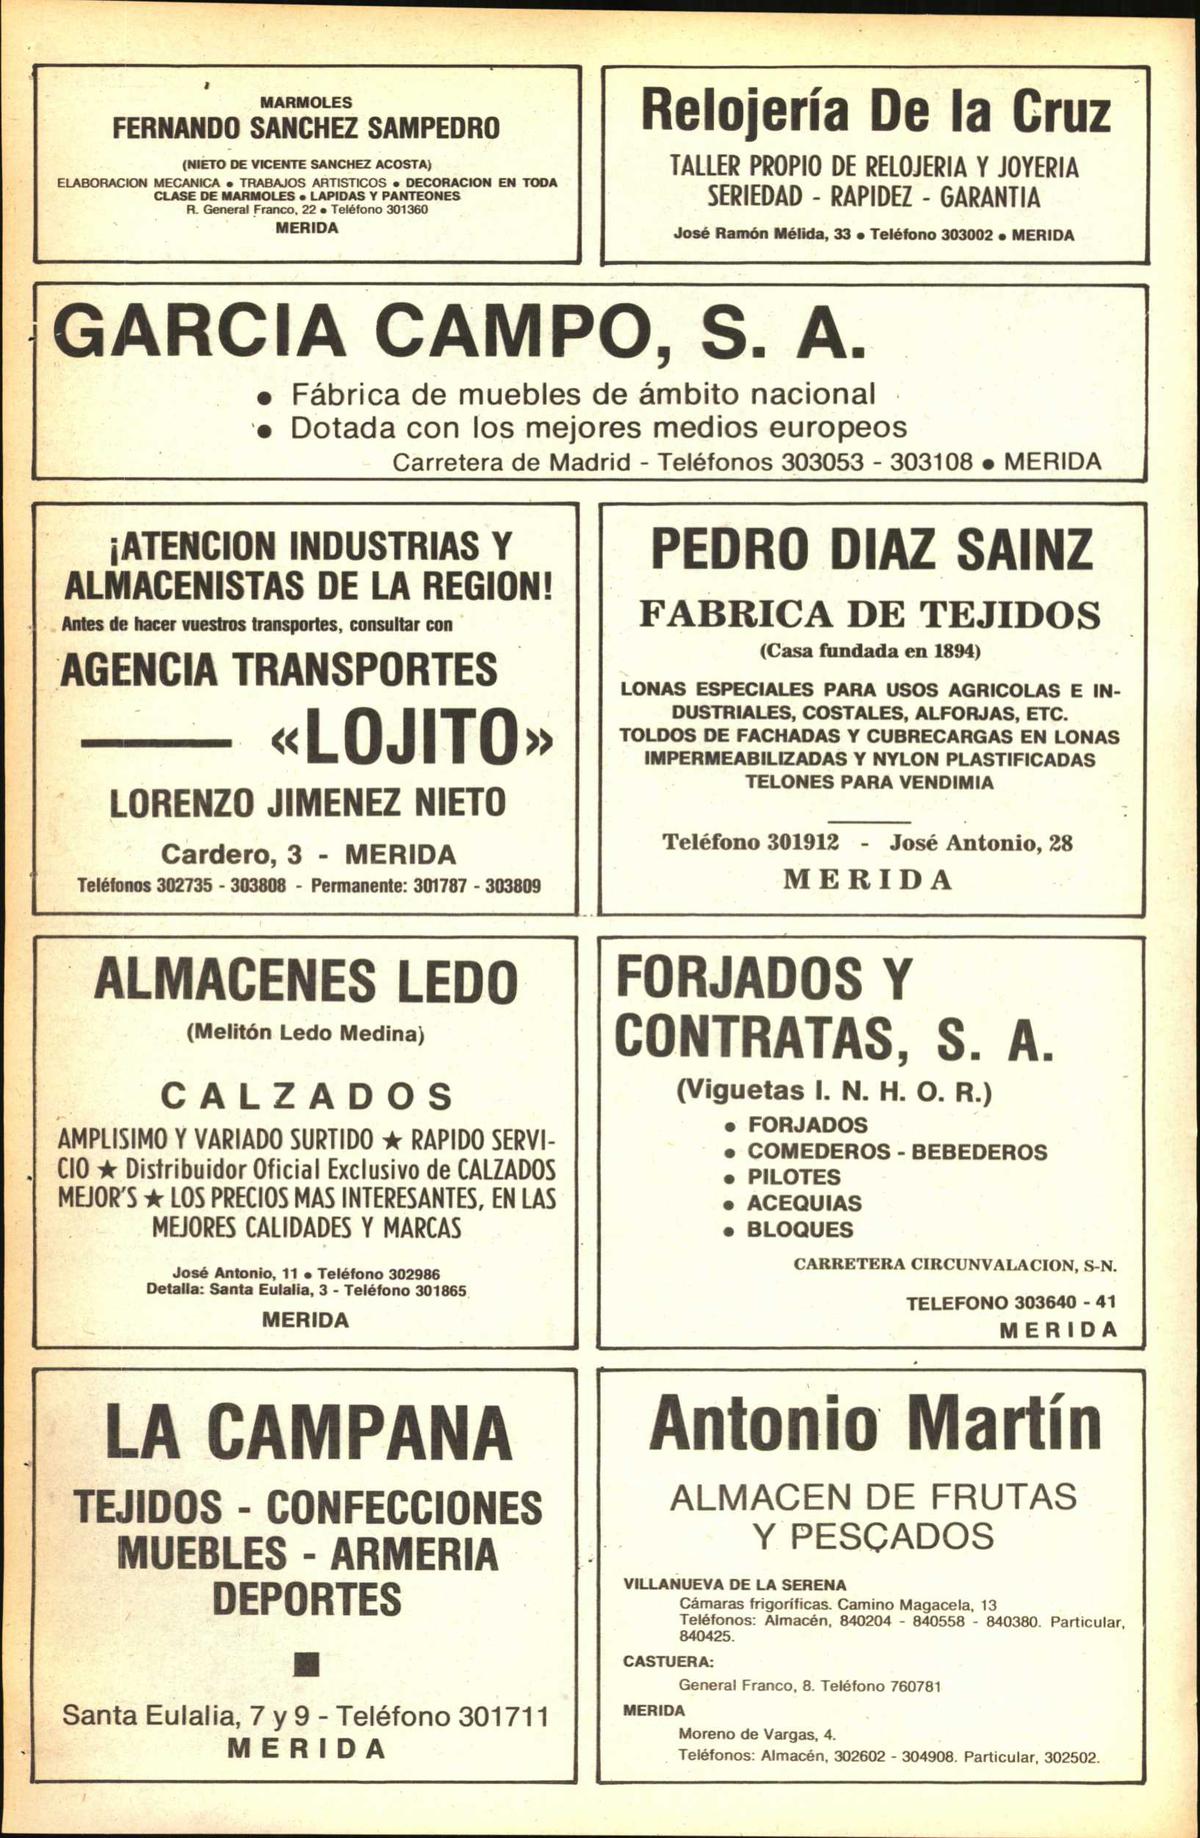 MARMOLES
FERNANDO SANCHEZ SAMPEDRO
(NIETO DE VICENTE SANCHEZ ACOSTA)
ELABORACION MECANICA ● TRABAJOS ARTISTICOS ● DECORACION EN TODA
CLASE DE MARMOLES ● LAPIDAS Y PANTEONES
R. General Franco, 22 ● Teléfono 301360
MERIDA
Relojería De la Cruz
TALLER PROPIO DE RELOJERIA Y JOYERIA
SERIEDAD - RAPIDEZ - GARANTIA
José Ramón Mélida, 33 ● Teléfono 303002 ● MERIDA
GARCIA CAMPO, S. A.
● Fábrica de muebles de ámbito nacional
● Dotada con los mejores medios europeos
Carretera de Madrid - Teléfonos 303053 - 303108 ● MERIDA
¡ATENCION INDUSTRIAS Y
ALMACENISTAS DE LA REGION!
Antes de hacer vuestros transportes, consultar con
AGENCIA TRANSPORTES
—— «LOJITO»
LORENZO JIMENEZ NIETO
Cardero, 3 - MERIDA
Teléfonos 302735 - 303808 - Permanente: 301787 - 303809
PEDRO DIAZ SAINZ
FABRICA DE TEJIDOS
(Casa fundada en 1894)
LONAS ESPECIALES PARA USOS AGRICOLAS E IN-
DUSTRIALES, COSTALES, ALFORJAS, ETC.
TOLDOS DE FACHADAS Y CUBRECARGAS EN LONAS
IMPERMEABILIZADAS Y NYLON PLASTIFICADAS
TELONES PARA VENDIMIA
Teléfono 301912 - José Antonio, 28
MERIDA
ALMACENES LEDO
(Melitón Ledo Medina)
CALZADOS
AMPLISIMO Y VARIADO SURTIDO ★ RAPIDO SERVI-
CIO ★ Distribuidor Oficial Exclusivo de CALZADOS
MEJOR'S ★ LOS PRECIOS MAS INTERESANTES, EN LAS
MEJORES CALIDADES Y MARCAS
José Antonio, 11 ● Teléfono 302986
Detalla: Santa Eulalia, 3 - Teléfono 301865
MERIDA
FORJADOS Y
CONTRATAS, S. A.
(Viguetas I. N. H. O. R.)
● FORJADOS
● COMEDEROS - BEBEDEROS
● PILOTES
● ACEQUIAS
● BLOQUES
CARRETERA CIRCUNVALACION, S-N.
TELEFONO 303640 - 41
MERIDA
LA CAMPANA
TEJIDOS - CONFECCIONES
MUEBLES - ARMERIA
DEPORTES
Santa Eulalia, 7 y 9 - Teléfono 301711
MERIDA
Antonio Martín
ALMACEN DE FRUTAS
Y PESCADOS
VILLANUEVA DE LA SERENA
Cámaras frigoríficas. Camino Magacela, 13
Teléfonos: Almacén, 840204 - 840558 - 840380. Particular,
840425.
CASTUERA:
General Franco, 8. Teléfono 760781
MERIDA
Moreno de Vargas, 4.
Teléfonos: Almacén, 302602 - 304908. Particular, 302502.